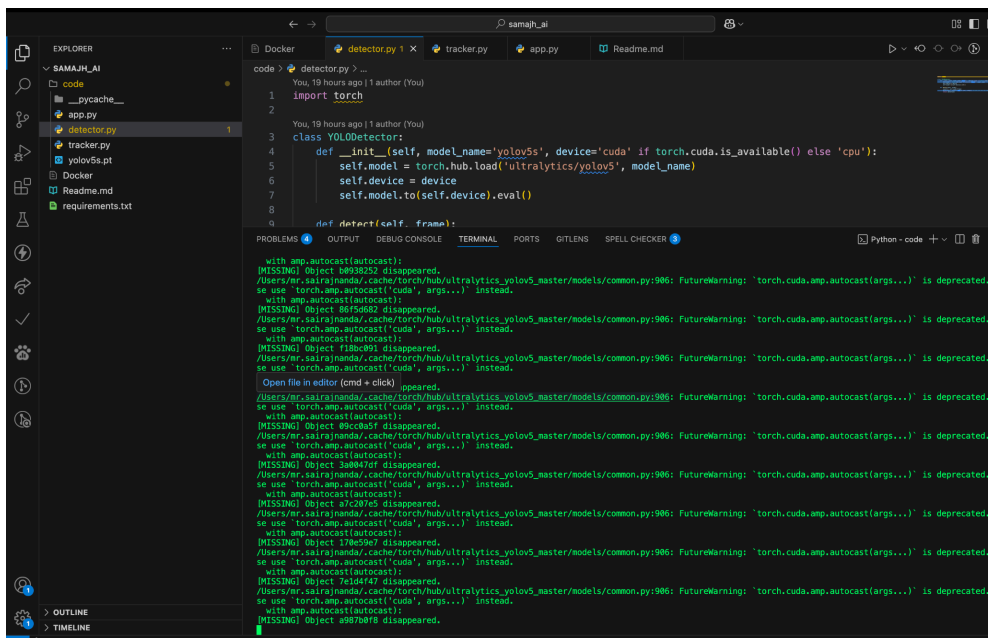 samajh_ai
EXPLORER
SAMAJH_AI
code
__pycache__
app.py
detector.py 1
tracker.py
yolov5s.pt
Docker
Readme.md
requirements.txt
OUTLINE
TIMELINE
1
1
Docker
detector.py 1
tracker.py
app.py
Readme.md
code > detector.py > ...
You, 19 hours ago | 1 author (You)
1 import torch
2
You, 19 hours ago | 1 author (You)
3 class YOLODetector:
4 def __init__(self, model_name='yolov5s', device='cuda' if torch.cuda.is_available() else 'cpu'):
5 self.model = torch.hub.load('ultralytics/yolov5', model_name)
6 self.device = device
7 self.model.to(self.device).eval()
8
9 def detect(self, frame):
PROBLEMS 4 OUTPUT DEBUG CONSOLE TERMINAL PORTS GITLENS SPELL CHECKER 3 Python - code
with amp.autocast(autocast):
[MISSING] Object b0938252 disappeared.
/Users/mr.sairajnanda/.cache/torch/hub/ultralytics_yolov5_master/models/common.py:906: FutureWarning: `torch.cuda.amp.autocast(args...)` is deprecated.
se use `torch.amp.autocast('cuda', args...)` instead.
with amp.autocast(autocast):
[MISSING] Object 86f5d682 disappeared.
/Users/mr.sairajnanda/.cache/torch/hub/ultralytics_yolov5_master/models/common.py:906: FutureWarning: `torch.cuda.amp.autocast(args...)` is deprecated.
se use `torch.amp.autocast('cuda', args...)` instead.
with amp.autocast(autocast):
[MISSING] Object f18bc091 disappeared.
/Users/mr.sairajnanda/.cache/torch/hub/ultralytics_yolov5_master/models/common.py:906: FutureWarning: `torch.cuda.amp.autocast(args...)` is deprecated.
se use `torch.amp.autocast('cuda', args...)` instead.
Open file in editor (cmd + click)
ppeared.
/Users/mr.sairajnanda/.cache/torch/hub/ultralytics_yolov5_master/models/common.py:906: FutureWarning: `torch.cuda.amp.autocast(args...)` is deprecated.
se use `torch.amp.autocast('cuda', args...)` instead.
with amp.autocast(autocast):
[MISSING] Object 09cc0a5f disappeared.
/Users/mr.sairajnanda/.cache/torch/hub/ultralytics_yolov5_master/models/common.py:906: FutureWarning: `torch.cuda.amp.autocast(args...)` is deprecated.
se use `torch.amp.autocast('cuda', args...)` instead.
with amp.autocast(autocast):
[MISSING] Object 3a0047df disappeared.
/Users/mr.sairajnanda/.cache/torch/hub/ultralytics_yolov5_master/models/common.py:906: FutureWarning: `torch.cuda.amp.autocast(args...)` is deprecated.
se use `torch.amp.autocast('cuda', args...)` instead.
with amp.autocast(autocast):
[MISSING] Object a7c207e5 disappeared.
/Users/mr.sairajnanda/.cache/torch/hub/ultralytics_yolov5_master/models/common.py:906: FutureWarning: `torch.cuda.amp.autocast(args...)` is deprecated.
se use `torch.amp.autocast('cuda', args...)` instead.
with amp.autocast(autocast):
[MISSING] Object 170e59e7 disappeared.
/Users/mr.sairajnanda/.cache/torch/hub/ultralytics_yolov5_master/models/common.py:906: FutureWarning: `torch.cuda.amp.autocast(args...)` is deprecated.
se use `torch.amp.autocast('cuda', args...)` instead.
with amp.autocast(autocast):
[MISSING] Object 7e1d4f47 disappeared.
/Users/mr.sairajnanda/.cache/torch/hub/ultralytics_yolov5_master/models/common.py:906: FutureWarning: `torch.cuda.amp.autocast(args...)` is deprecated.
se use `torch.amp.autocast('cuda', args...)` instead.
with amp.autocast(autocast):
[MISSING] Object a987b0f8 disappeared.